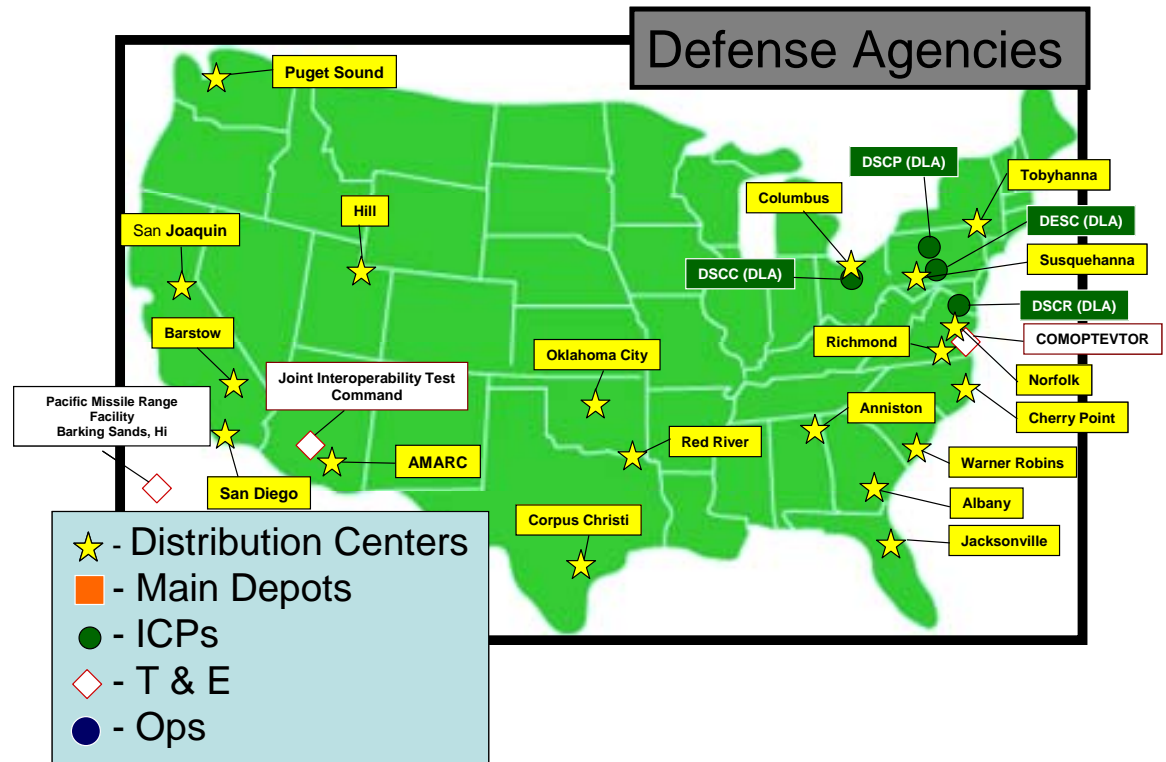 Defense Agencies
Puget Sound
DSCP (DLA)
Tobyhanna
Columbus
Hill
San Joaquin
DESC (DLA)
Susquehanna
DSCC (DLA)
DSCR (DLA)
Barstow
Richmond
COMOPTEVTOR
Oklahoma City
Joint Interoperability Test
Command
Norfolk
Pacific Missile Range
Facility
Barking Sands, Hi
Anniston
Cherry Point
Red River
AMARC
Warner Robins
San Diego
Albany
Corpus Christi
Jacksonville
- Distribution Centers
- Main Depots
- ICPs
- T & E
- Ops